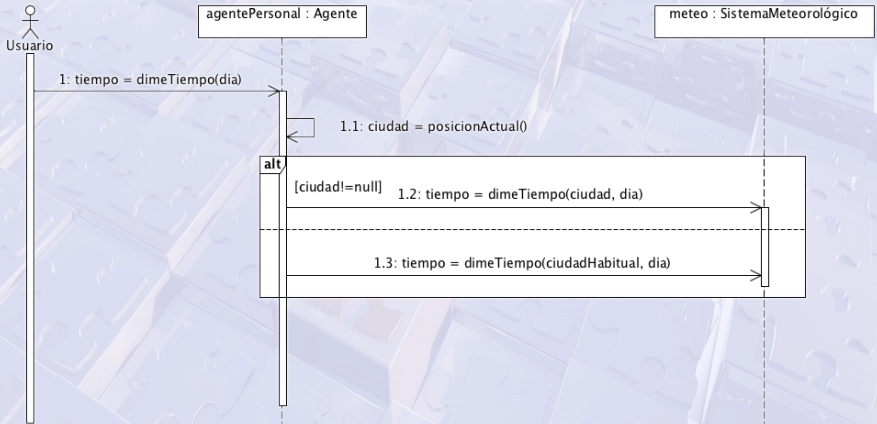 agentePersonal : Agente
meteo : SistemaMeteorológico
Usuario
1: tiempo = dimeTiempo(dia)
1.1: ciudad = posicionActual()
alt
[ciudad!=null]
1.2: tiempo = dimeTiempo(ciudad, dia)
1.3: tiempo = dimeTiempo(ciudadHabitual, dia)